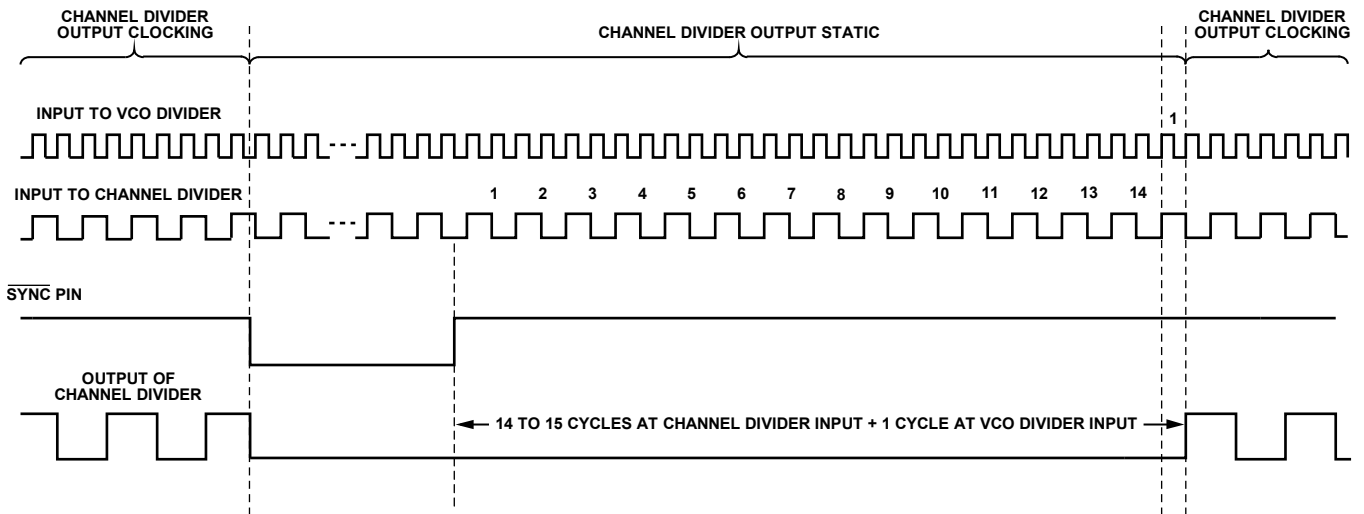 CHANNEL DIVIDER
OUTPUT CLOCKING
CHANNEL DIVIDER OUTPUT STATIC
CHANNEL DIVIDER
OUTPUT CLOCKING
INPUT TO VCO DIVIDER
1
INPUT TO CHANNEL DIVIDER
1 2 3 4 5 6 7 8 9 10 11 12 13 14
SYNC PIN
OUTPUT OF
CHANNEL DIVIDER
14 TO 15 CYCLES AT CHANNEL DIVIDER INPUT + 1 CYCLE AT VCO DIVIDER INPUT